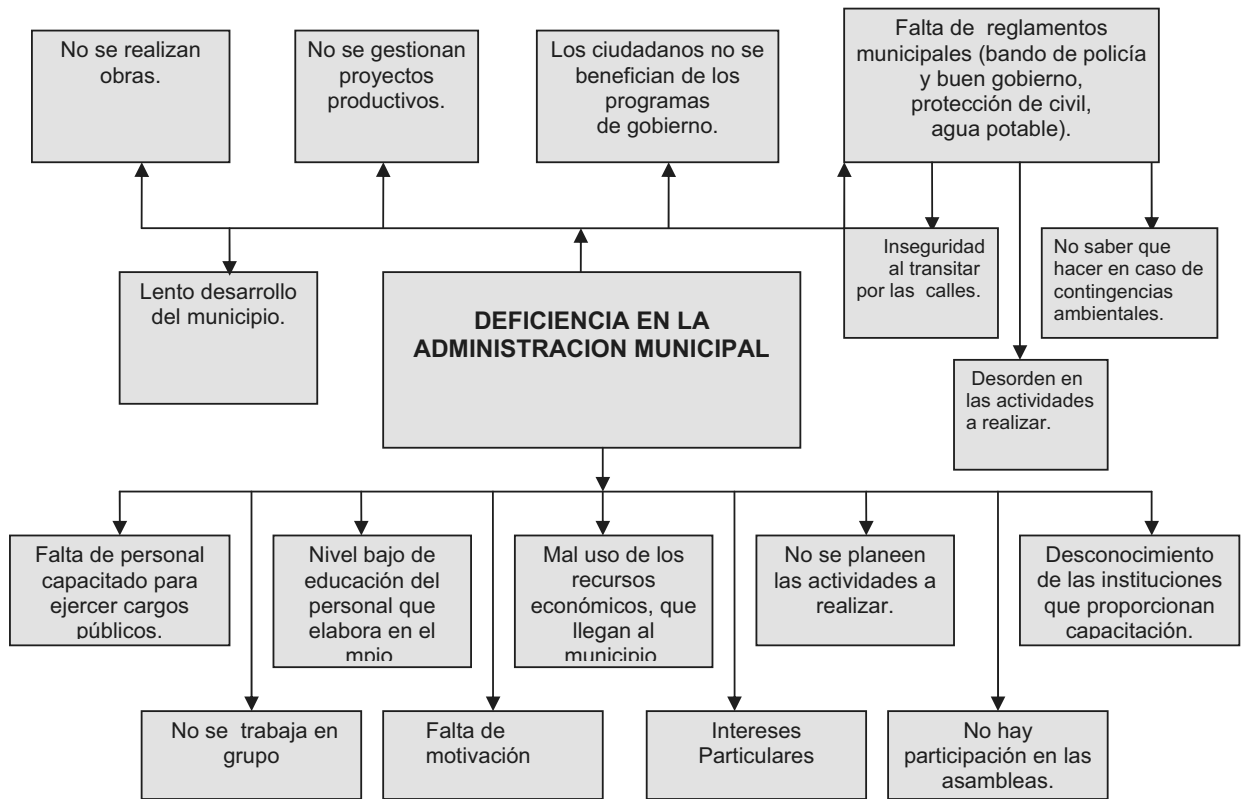 No se realizan
obras.
No se gestionan
proyectos
productivos.
Los ciudadanos no se
benefician de los
programas
de gobierno.
Falta de reglamentos
municipales (bando de policía
y buen gobierno,
protección de civil,
agua potable).
Lento desarrollo
del municipio.
DEFICIENCIA EN LA
ADMINISTRACION MUNICIPAL
Inseguridad
al transitar
por las calles.
No saber que
hacer en caso de
contingencias
ambientales.
Desorden en
las actividades
a realizar.
Falta de personal
capacitado para
ejercer cargos
públicos.
Nivel bajo de
educación del
personal que
elabora en el
mpio
Mal uso de los
recursos
económicos, que
llegan al
municipio
No se planeen
las actividades a
realizar.
Desconocimiento
de las instituciones
que proporcionan
capacitación.
No se trabaja en
grupo
Falta de
motivación
Intereses
Particulares
No hay
participación en las
asambleas.